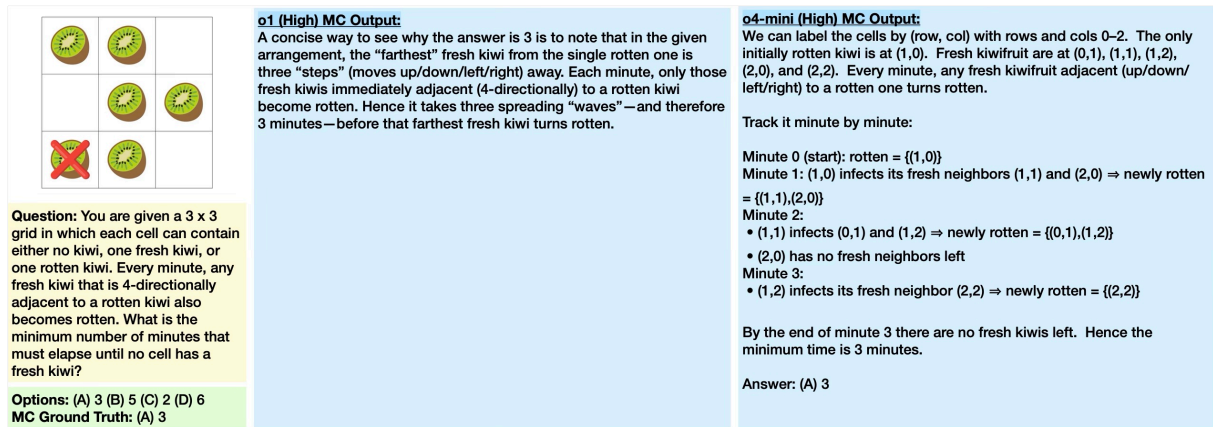 Question: You are given a 3 x 3
grid in which each cell can contain
either no kiwi, one fresh kiwi, or
one rotten kiwi. Every minute, any
fresh kiwi that is 4-directionally
adjacent to a rotten kiwi also
becomes rotten. What is the
minimum number of minutes that
must elapse until no cell has a
fresh kiwi?
Options: (A) 3 (B) 5 (C) 2 (D) 6
MC Ground Truth: (A) 3
o1 (High) MC Output:
A concise way to see why the answer is 3 is to note that in the given
arrangement, the “farthest” fresh kiwi from the single rotten one is
three “steps” (moves up/down/left/right) away. Each minute, only those
fresh kiwis immediately adjacent (4-directionally) to a rotten kiwi
become rotten. Hence it takes three spreading “waves”—and therefore
3 minutes—before that farthest fresh kiwi turns rotten.
o4-mini (High) MC Output:
We can label the cells by (row, col) with rows and cols 0–2. The only
initially rotten kiwi is at (1,0). Fresh kiwifruit are at (0,1), (1,1), (1,2),
(2,0), and (2,2). Every minute, any fresh kiwifruit adjacent (up/down/
left/right) to a rotten one turns rotten.
Track it minute by minute:
Minute 0 (start): rotten = {(1,0)}
Minute 1: (1,0) infects its fresh neighbors (1,1) and (2,0) ⇒ newly rotten
= {(1,1),(2,0)}
Minute 2:
• (1,1) infects (0,1) and (1,2) ⇒ newly rotten = {(0,1),(1,2)}
• (2,0) has no fresh neighbors left
Minute 3:
• (1,2) infects its fresh neighbor (2,2) ⇒ newly rotten = {(2,2)}
By the end of minute 3 there are no fresh kiwis left. Hence the
minimum time is 3 minutes.
Answer: (A) 3